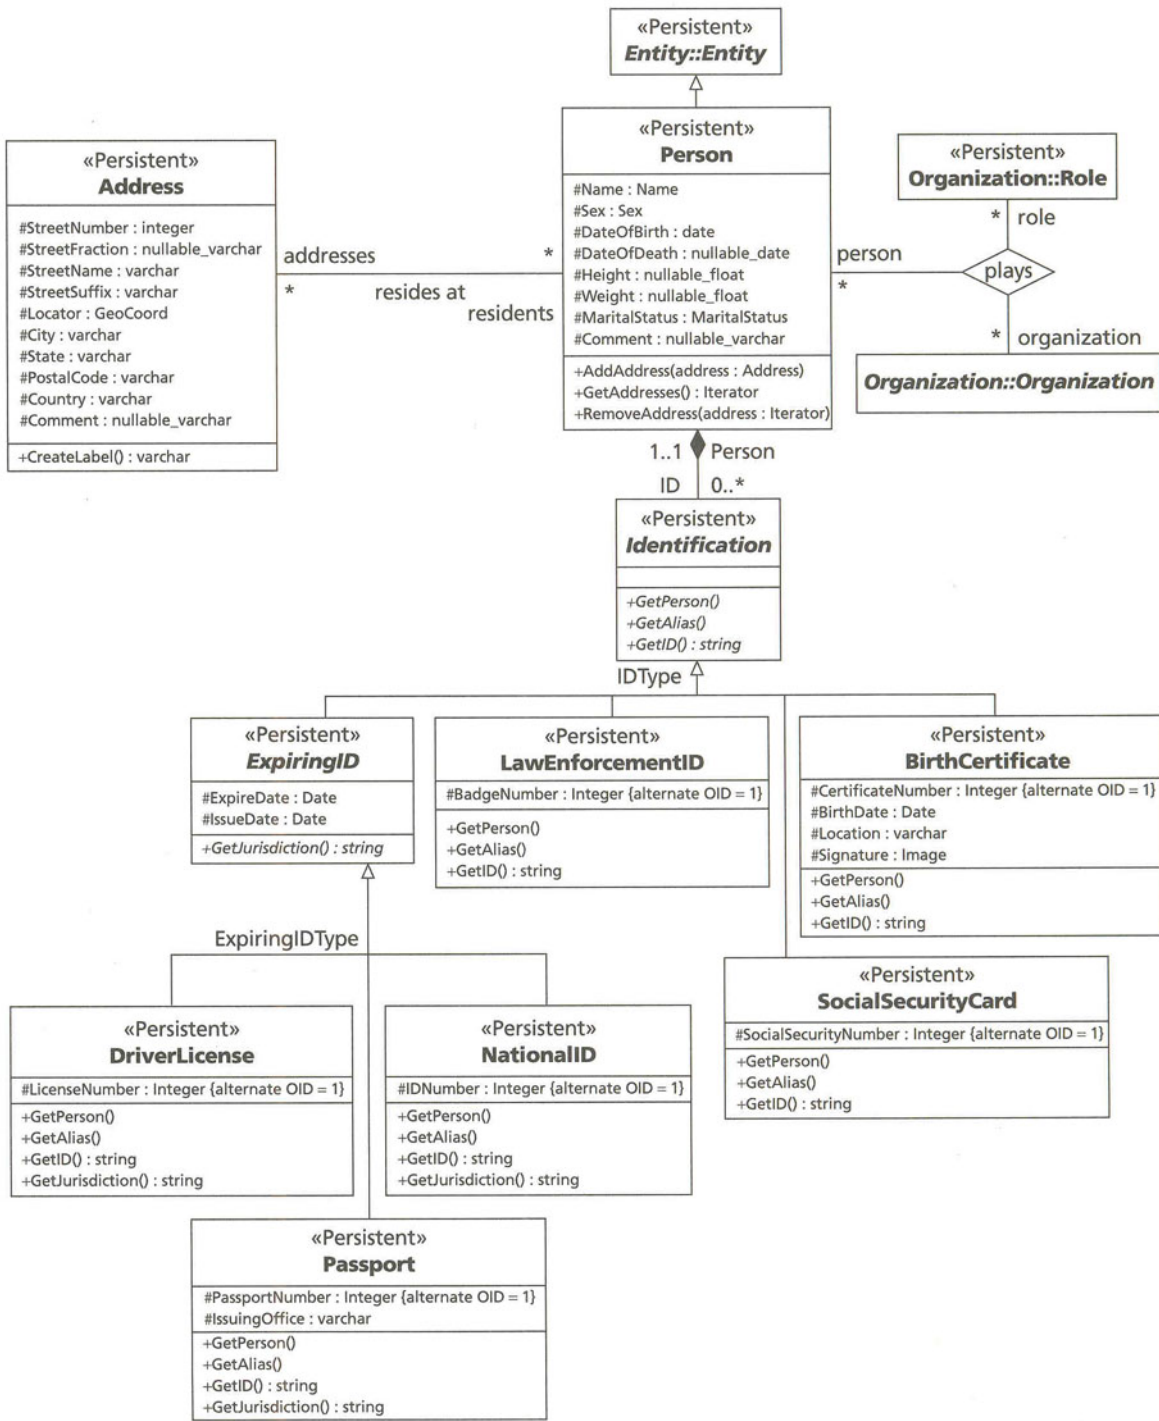 «Persistent»
Entity::Entity
«Persistent»
Address
#StreetNumber : integer
#StreetFraction : nullable_varchar
#StreetName : varchar
#StreetSuffix : varchar
#Locator : GeoCoord
#City : varchar
#State : varchar
#PostalCode : varchar
#Country : varchar
#Comment : nullable_varchar
+CreateLabel() : varchar
addresses
*
*
resides at
residents
«Persistent»
Person
#Name : Name
#Sex : Sex
#DateOfBirth : date
#DateOfDeath : nullable_date
#Height : nullable_float
#Weight : nullable_float
#MaritalStatus : MaritalStatus
#Comment : nullable_varchar
+AddAddress(address : Address)
+GetAddresses() : Iterator
+RemoveAddress(address : Iterator)
«Persistent»
Organization::Role
* role
person
*
plays
* organization
Organization::Organization
1..1 Person
ID 0..*
«Persistent»
Identification
+GetPerson()
+GetAlias()
+GetID() : string
IDType
«Persistent»
ExpiringID
#ExpireDate : Date
#IssueDate : Date
+GetJurisdiction() : string
«Persistent»
LawEnforcementID
#BadgeNumber : Integer {alternate OID = 1}
+GetPerson()
+GetAlias()
+GetID() : string
«Persistent»
BirthCertificate
#CertificateNumber : Integer {alternate OID = 1}
#BirthDate : Date
#Location : varchar
#Signature : Image
+GetPerson()
+GetAlias()
+GetID() : string
ExpiringIDType
«Persistent»
SocialSecurityCard
#SocialSecurityNumber : Integer {alternate OID = 1}
+GetPerson()
+GetAlias()
+GetID() : string
«Persistent»
DriverLicense
#LicenseNumber : Integer {alternate OID = 1}
+GetPerson()
+GetAlias()
+GetID() : string
+GetJurisdiction() : string
«Persistent»
NationalID
#IDNumber : Integer {alternate OID = 1}
+GetPerson()
+GetAlias()
+GetID() : string
+GetJurisdiction() : string
«Persistent»
Passport
#PassportNumber : Integer {alternate OID = 1}
#IssuingOffice : varchar
+GetPerson()
+GetAlias()
+GetID() : string
+GetJurisdiction() : string